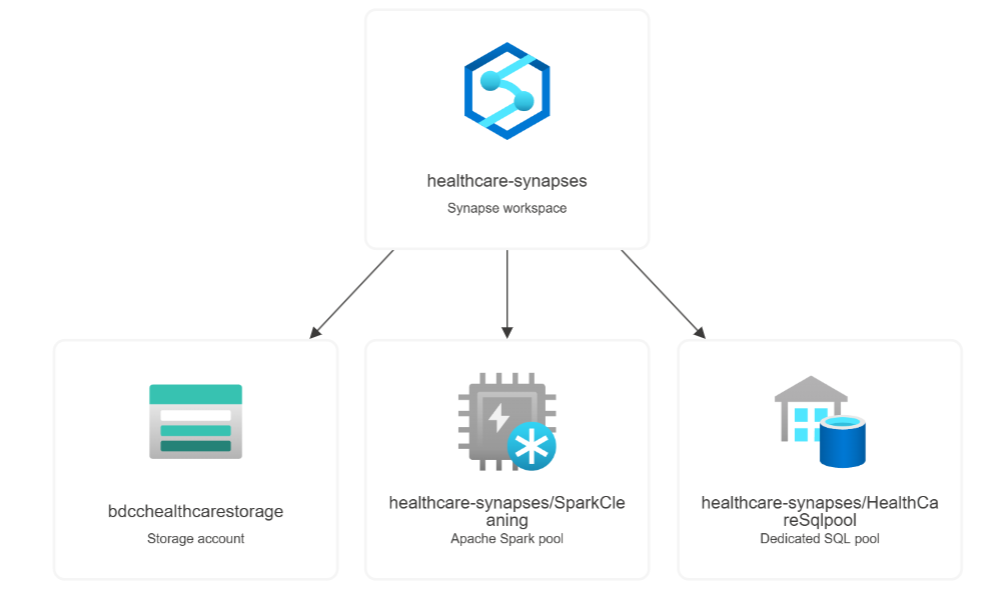 healthcare-synapses
Synapse workspace
bdcchealthcarestorage
Storage account
healthcare-synapses/SparkCle
aning
Apache Spark pool
healthcare-synapses/HealthCa
reSqlpool
Dedicated SQL pool